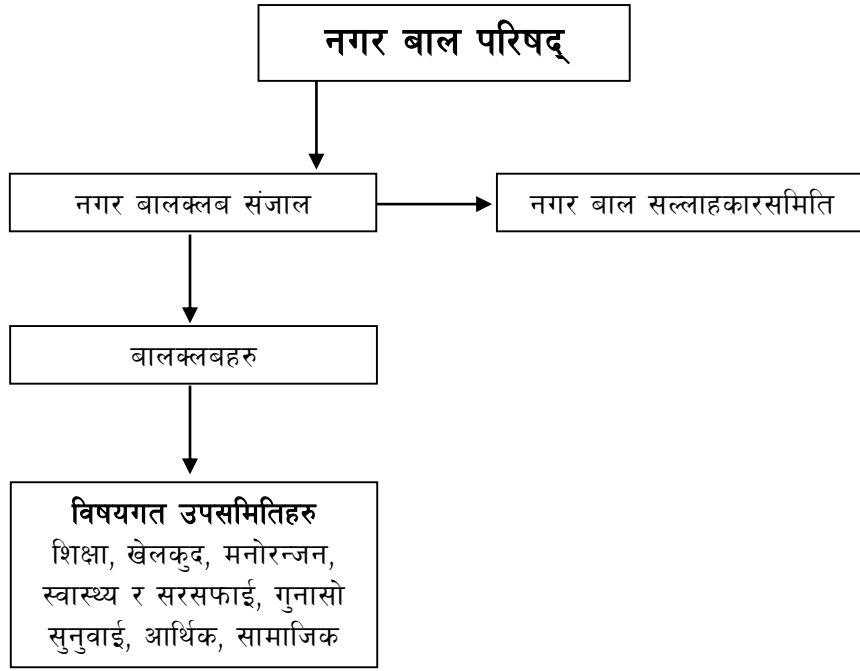 नगर बाल परिषद्
नगर बालक्लब संजाल
नगर बाल सल्लाहकारसमिति
बालक्लबहरु
विषयगत उपसमितिहरु
शिक्षा, खेलकुद, मनोरन्जन,
स्वास्थ्य र सरसफाई, गुनासो
सुनुवाई, आर्थिक, सामाजिक